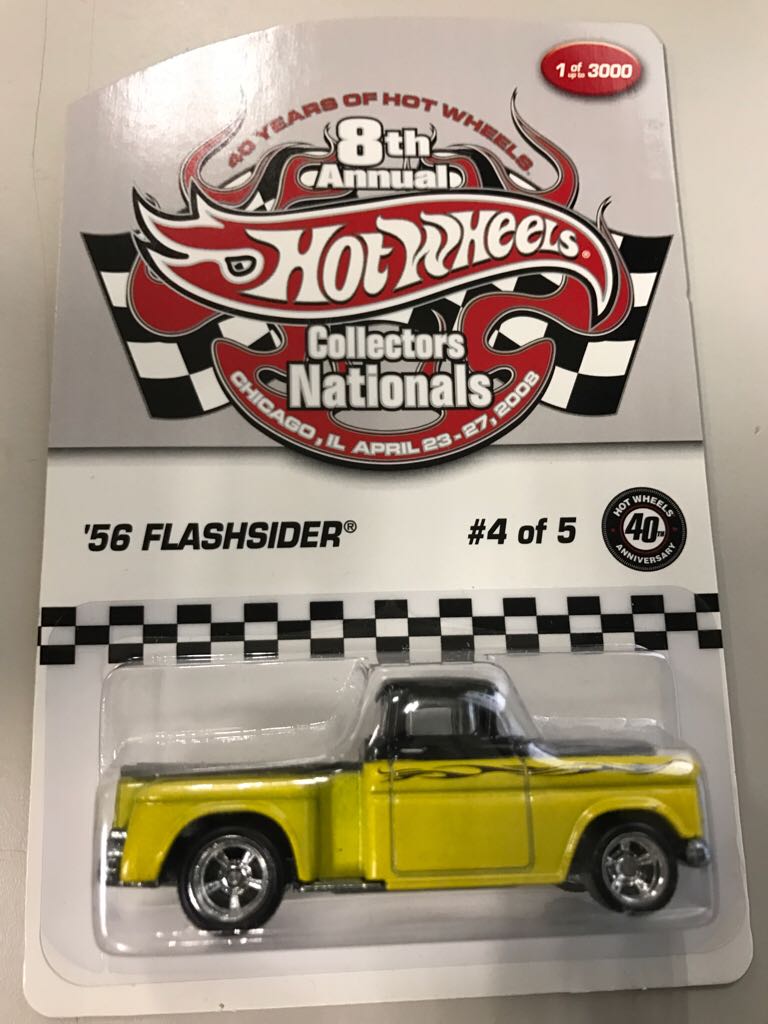 1 of up to 3000
40 YEARS OF HOT WHEELS.
8th
Annual
HOT WHEELS®
Collectors
Nationals
CHICAGO, IL APRIL 23-27, 2008
'56 FLASHSIDER® #4 of 5
HOT WHEELS
40TH
ANNIVERSARY